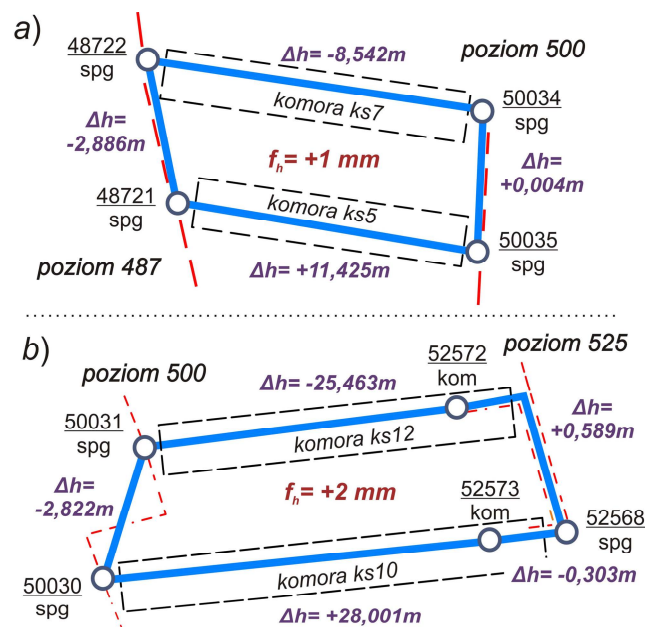 a)
48722
spg
Δh= -8,542m
poziom 500
komora ks7
50034
spg
Δh=
-2,886m
fₕ= +1 mm
Δh=
+0,004m
48721
spg
komora ks5
50035
spg
poziom 487
Δh= +11,425m
b)
poziom 500
Δh= -25,463m
52572
kom
poziom 525
50031
spg
komora ks12
Δh=
+0,589m
Δh=
-2,822m
fₕ= +2 mm
52573
kom
52568
spg
50030
spg
komora ks10
Δh= -0,303m
Δh= +28,001m